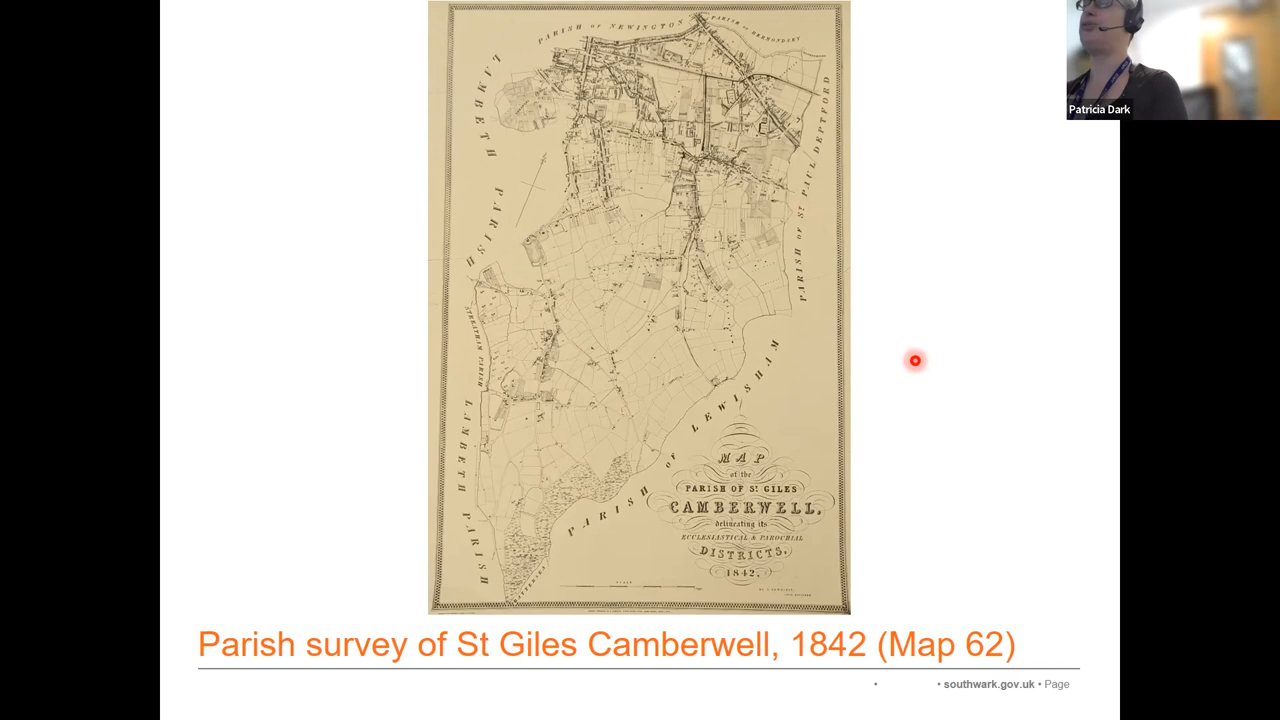 PARISH OF NEWINGTON
PARISH OF BERMONDSEY
LAMBETH PARISH
PARISH OF ST. PAUL DEPTFORD
STREATHAM PARISH
LAMBETH PARISH
PARISH OF LEWISHAM
BATTERSEA
MAP
of the
PARISH OF ST. GILES
CAMBERWELL,
delineating its
ECCLESIASTICAL & PAROCHIAL
DISTRICTS.
1842.
Patricia Dark
Parish survey of St Giles Camberwell, 1842 (Map 62)
• • southwark.gov.uk • Page